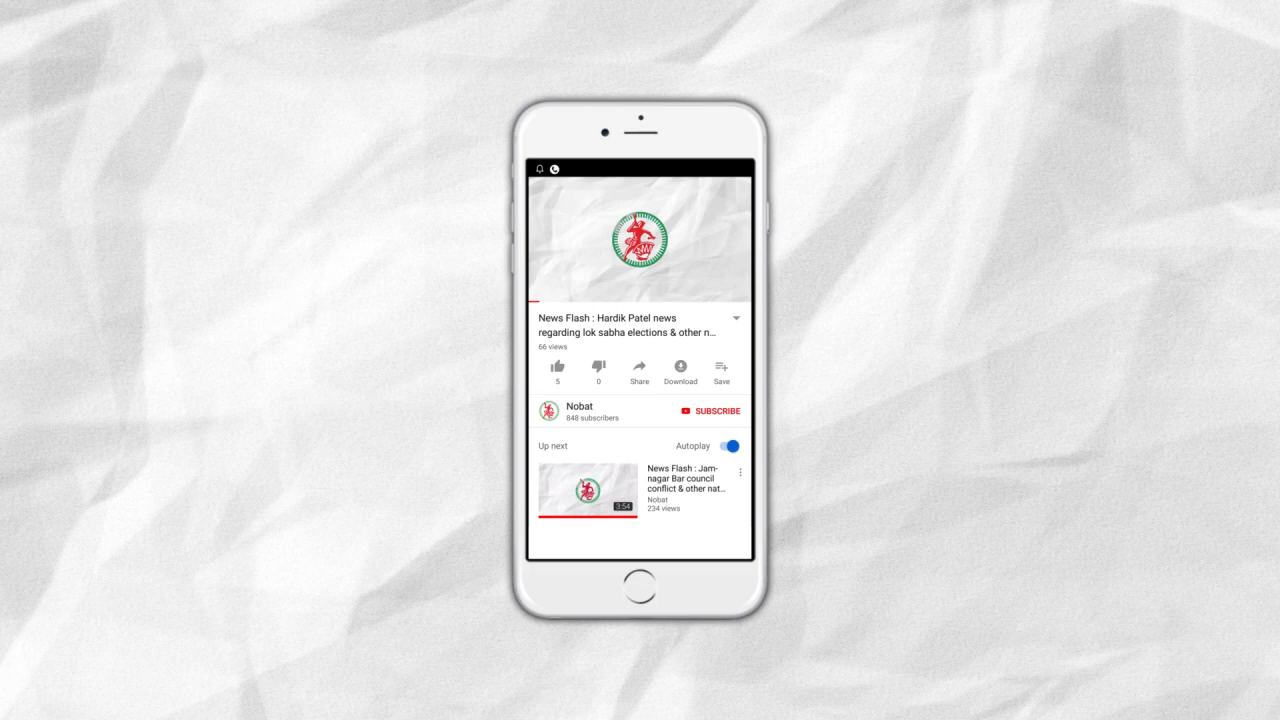 News Flash : Hardik Patel news
regarding lok sabha elections & other n...
66 views
5
0
Share
Download
Save
Nobat
848 subscribers
SUBSCRIBE
Up next
Autoplay
3:54
News Flash : Jam-
nagar Bar council
conflict & other nat...
Nobat
234 views